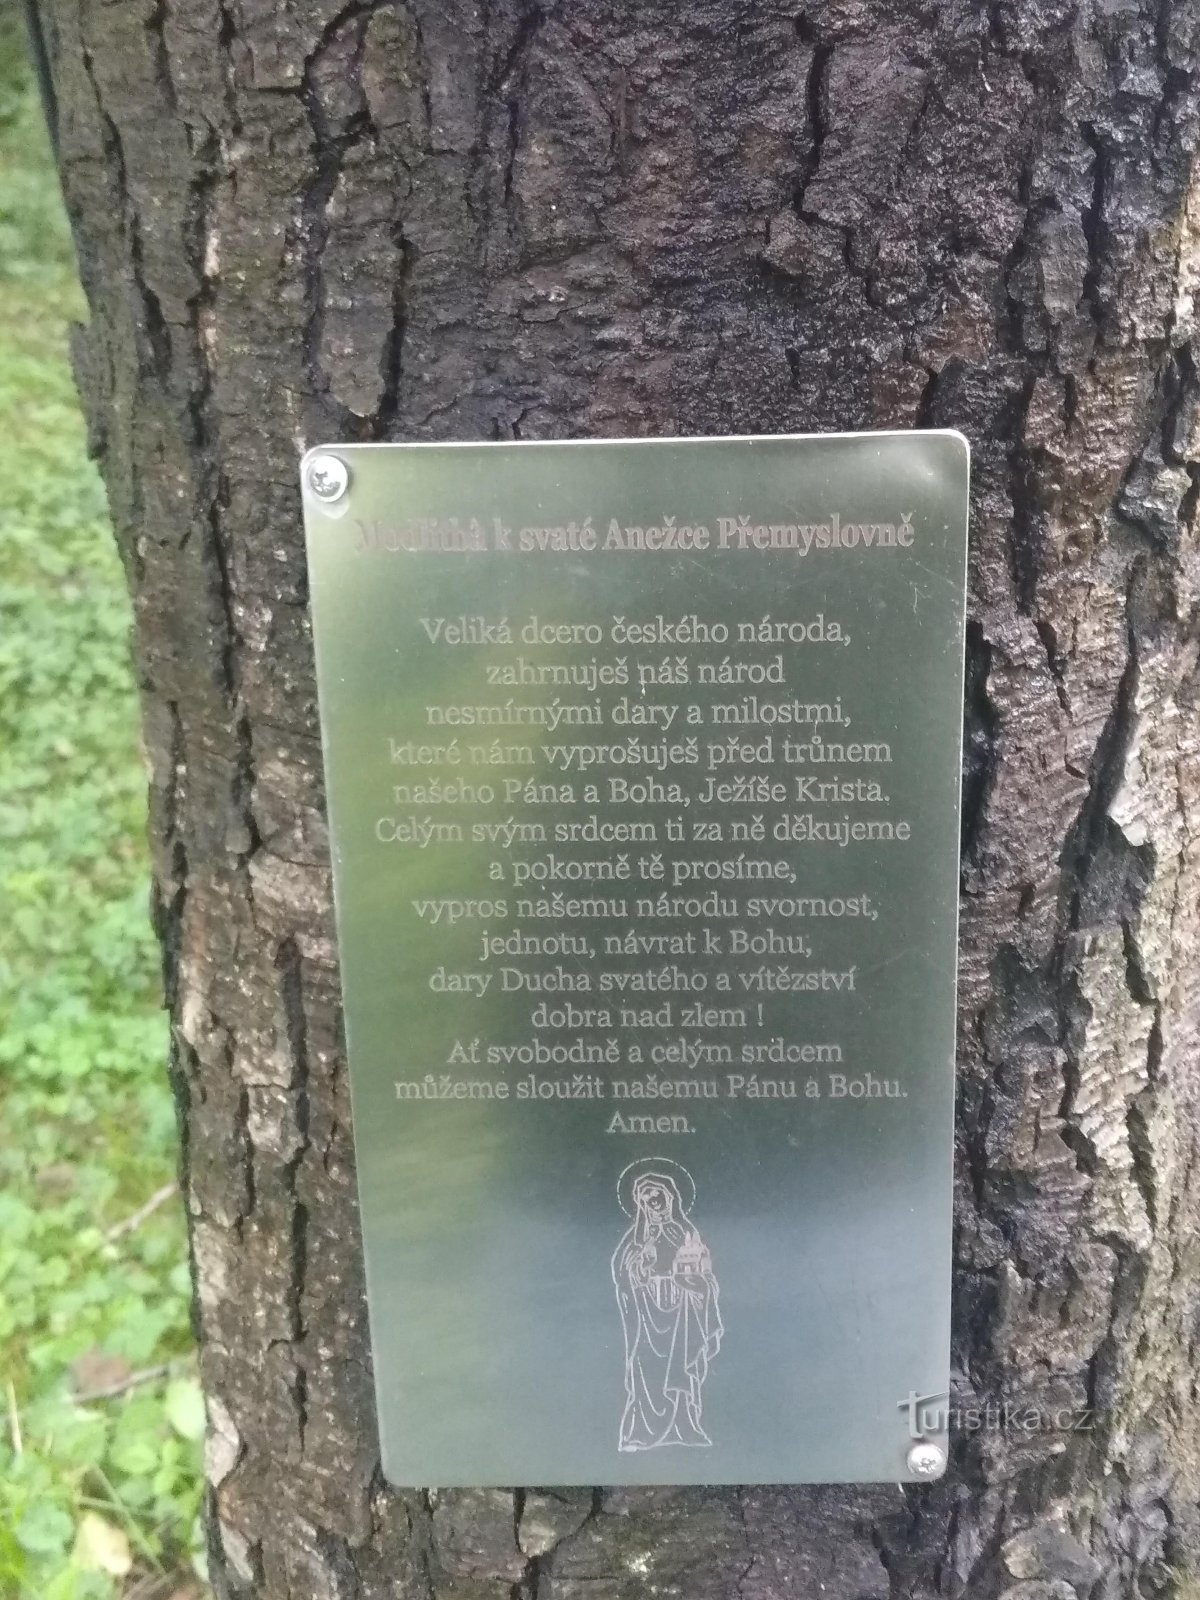 Modlitba k svaté Anežce Přemyslovně
Veliká dcero českého národa,
zahrnuješ náš národ
nesmírnými dary a milostmi,
které nám vyprošuješ před trůnem
našeho Pána a Boha, Ježíše Krista.
Celým svým srdcem ti za ně děkujeme
a pokorně tě prosíme,
vypros našemu národu svornost,
jednotu, návrat k Bohu,
dary Ducha svatého a vítězství
dobra nad zlem !
Ať svobodně a celým srdcem
můžeme sloužit našemu Pánu a Bohu.
Amen.
Turistika.cz